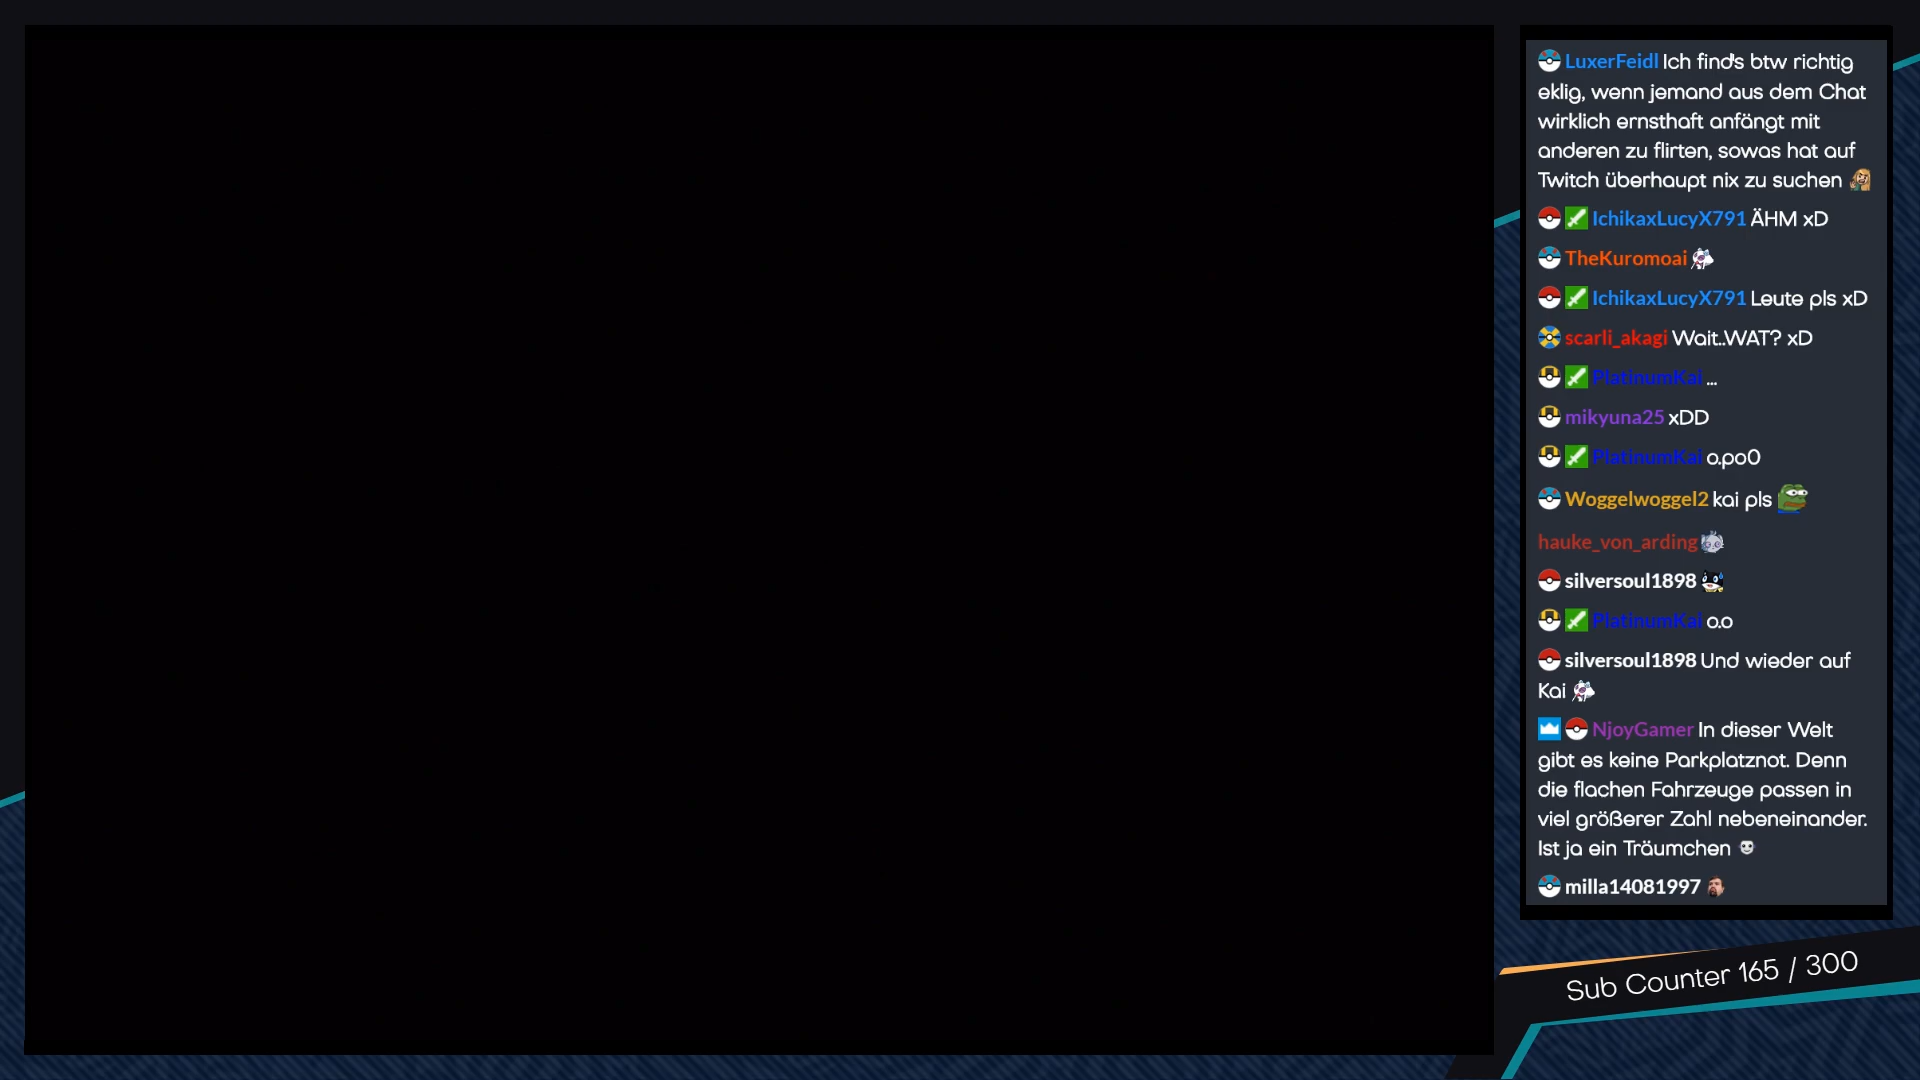 LuxerFeidl Ich find's btw richtig
eklig, wenn jemand aus dem Chat
wirklich ernsthaft anfängt mit
anderen zu flirten, sowas hat auf
Twitch überhaupt nix zu suchen
IchikaxLucyX791 ÄHM xD
TheKuromoai
IchikaxLucyX791 Leute pls xD
scarli_akagi Wait..WAT? xD
PlatinumKai ...
mikyuna25 xDD
PlatinumKai o.po0
Woggelwoggel2 kai pls
hauke_von_arding
silversoul1898
PlatinumKai o.o
silversoul1898 Und wieder auf
Kai
NjoyGamer In dieser Welt
gibt es keine Parkplatznot. Denn
die flachen Fahrzeuge passen in
viel größerer Zahl nebeneinander.
Ist ja ein Träumchen
milla14081997
Sub Counter 165 / 300